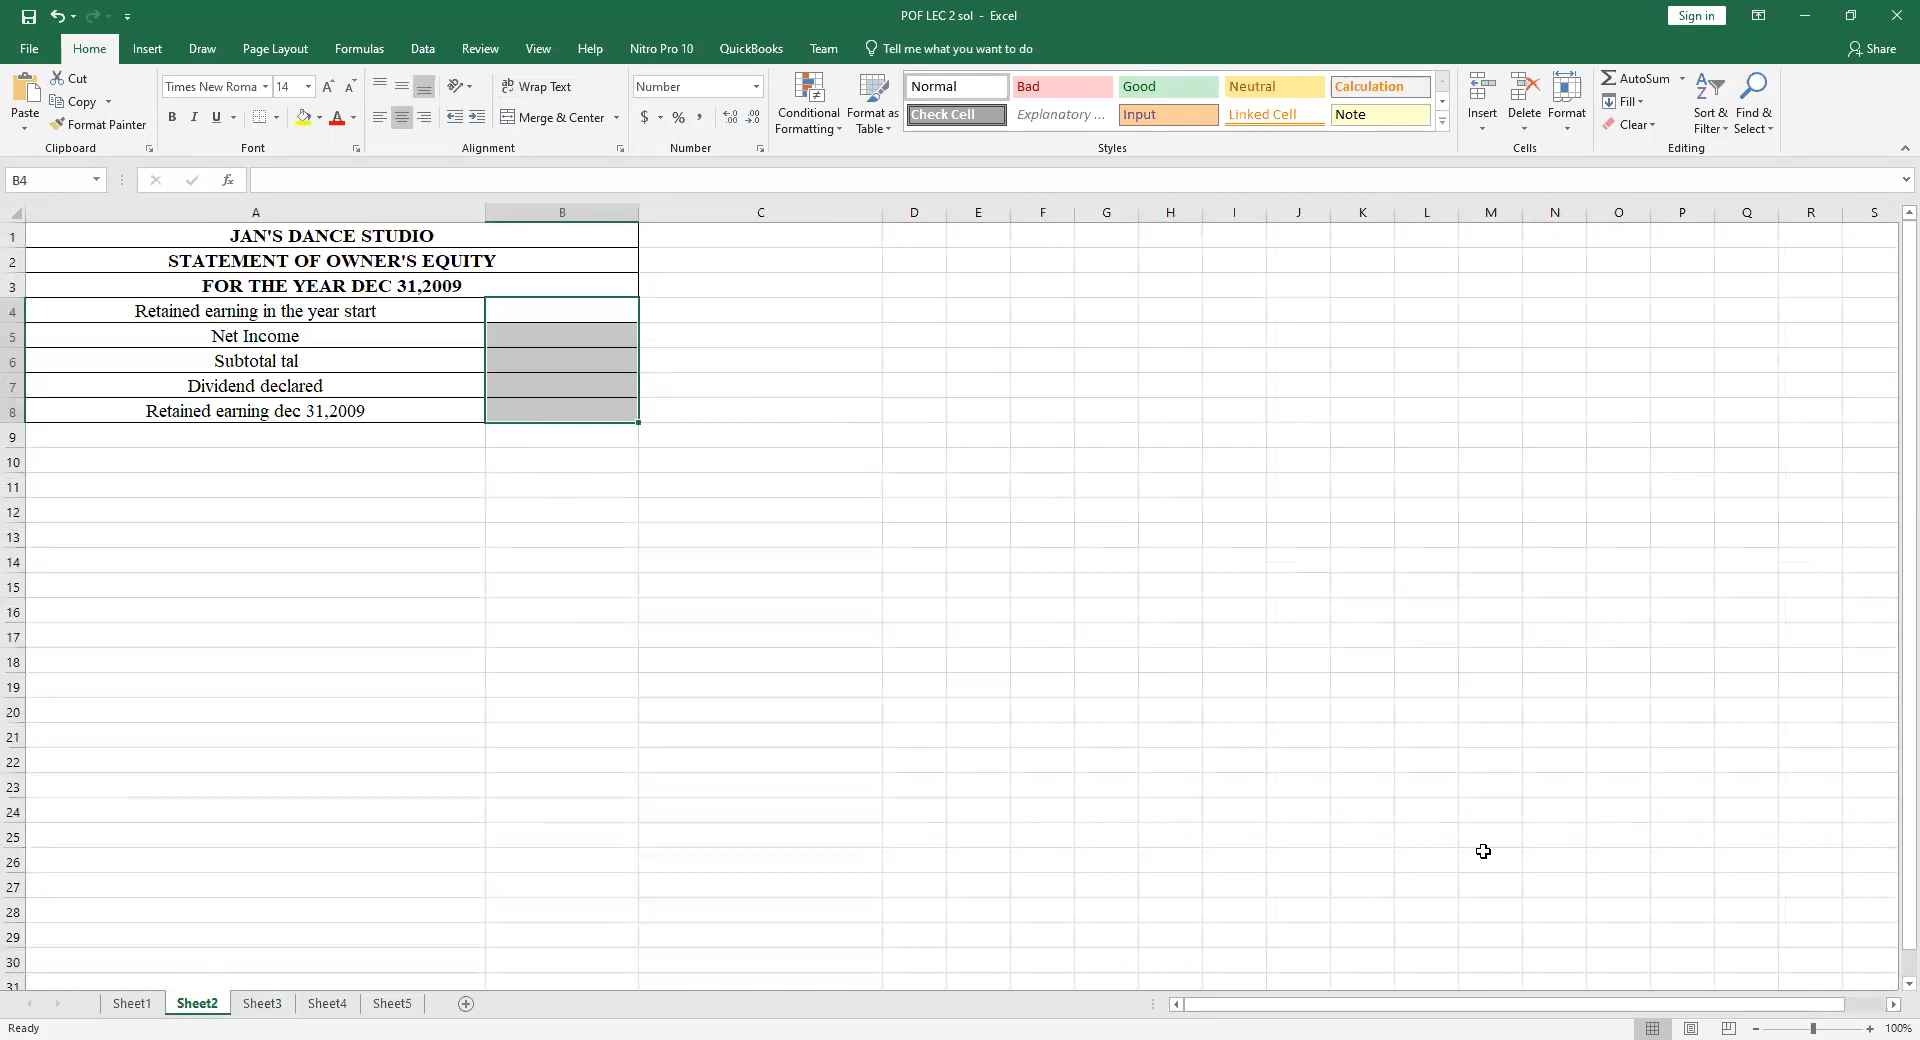 POF LEC 2 sol - Excel
Sign in
File Home Insert Draw Page Layout Formulas Data Review View Help Nitro Pro 10 QuickBooks Team Tell me what you want to do Share
Paste
Cut
Copy
Format Painter
Clipboard
Times New Roma 14
B I U
Font
Wrap Text
Merge & Center
Alignment
Number
$ % ,
Number
Conditional
Formatting
Format as
Table
Normal Bad Good Neutral Calculation
Check Cell Explanatory ... Input Linked Cell Note
Styles
Insert Delete Format
Cells
AutoSum
Fill
Clear
Sort &
Filter
Find &
Select
Editing
B4
fx
A B C D E F G H I J K L M N O P Q R S
1 JAN'S DANCE STUDIO
2 STATEMENT OF OWNER'S EQUITY
3 FOR THE YEAR DEC 31,2009
4 Retained earning in the year start
5 Net Income
6 Subtotal tal
7 Dividend declared
8 Retained earning dec 31,2009
9
10
11
12
13
14
15
16
17
18
19
20
21
22
23
24
25
26
27
28
29
30
31
Sheet1 Sheet2 Sheet3 Sheet4 Sheet5
Ready
100%